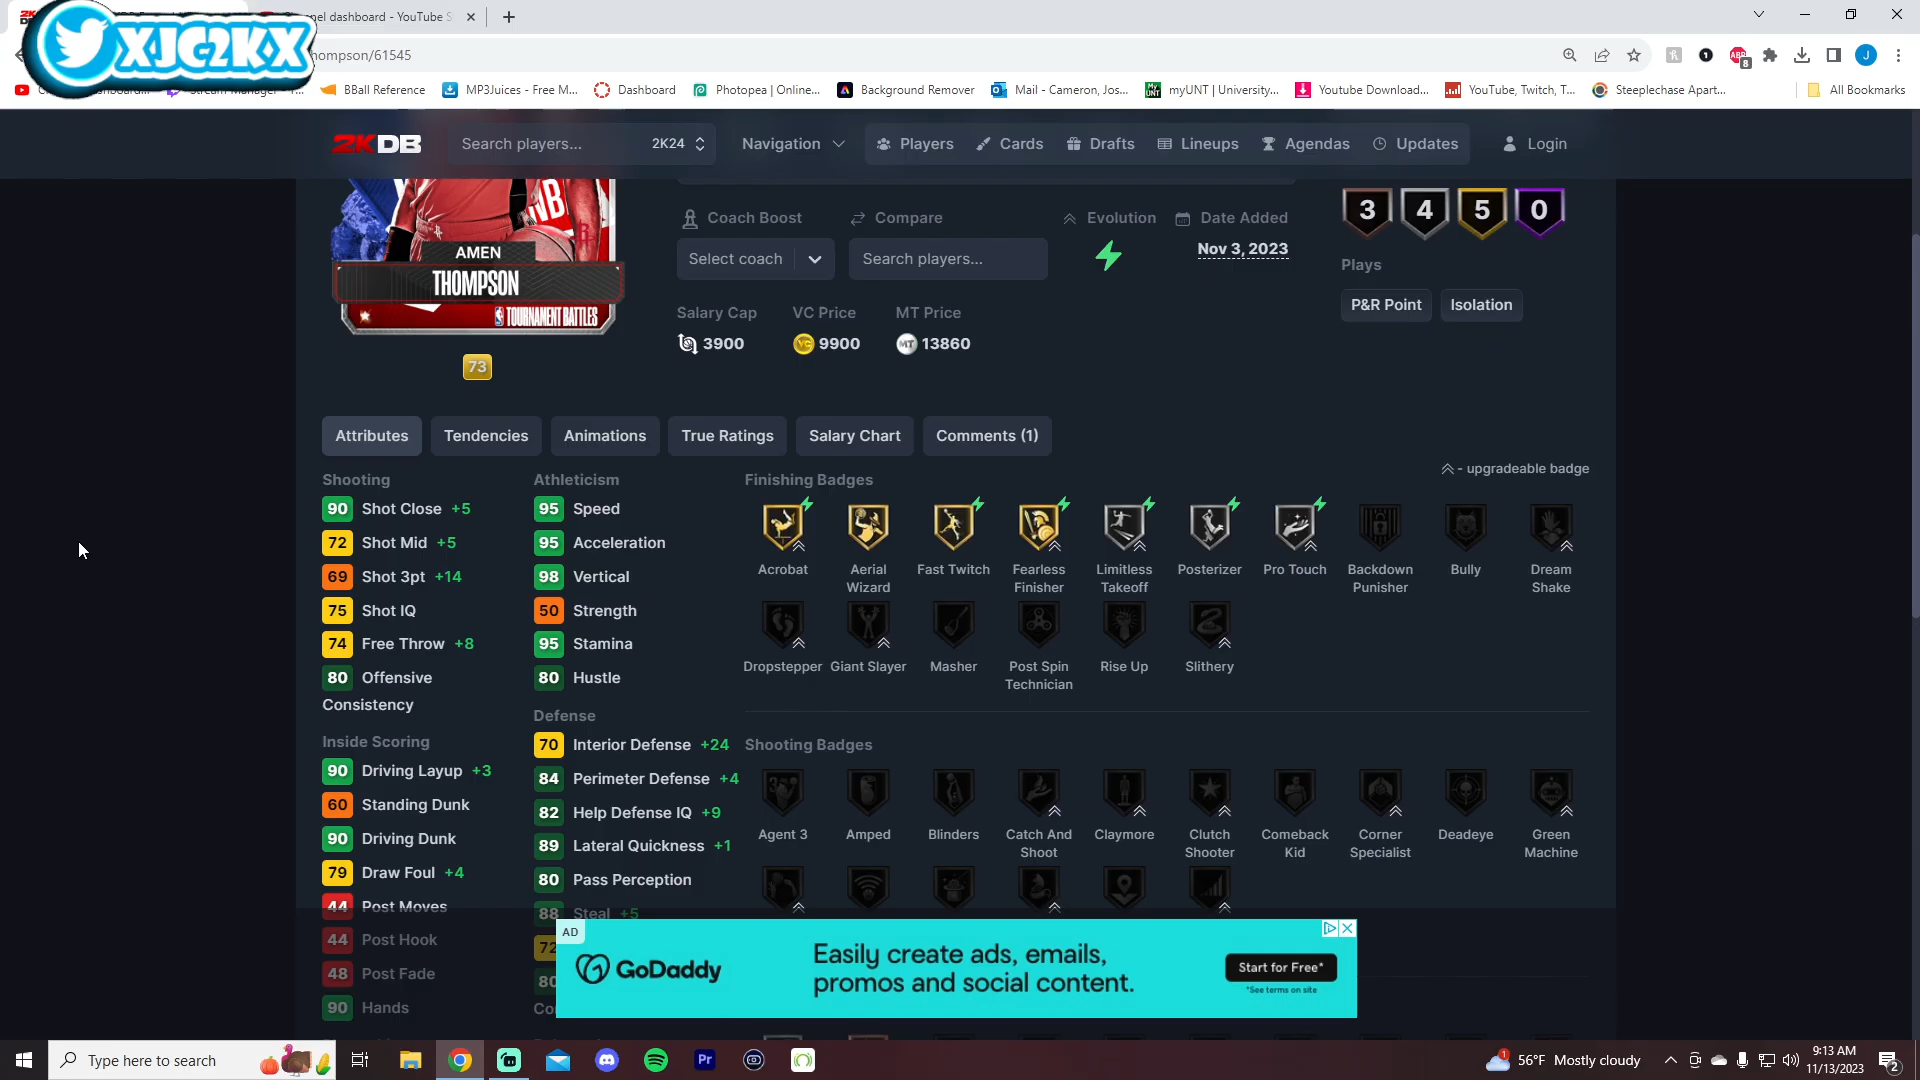 XJC2KX
nel dashboard - YouTube S
hompson/61545
BBall Reference
MP3Juices - Free M...
Dashboard
Photopea | Online...
Background Remover
Mail - Cameron, Jos...
myUNT | University...
Youtube Download...
YouTube, Twitch, T...
Steeplechase Apart...
All Bookmarks
2KDB
Search players...
2K24
Navigation
Players
Cards
Drafts
Lineups
Agendas
Updates
Login
AMEN
THOMPSON
TOURNAMENT BATTLES
73
Coach Boost
Select coach
Compare
Search players...
Evolution
Date Added
Nov 3, 2023
Salary Cap
3900
VC Price
9900
MT Price
13860
3 4 5 0
Plays
P&R Point
Isolation
Attributes
Tendencies
Animations
True Ratings
Salary Chart
Comments (1)
- upgradeable badge
Shooting
90 Shot Close +5
72 Shot Mid +5
69 Shot 3pt +14
75 Shot IQ
74 Free Throw +8
80 Offensive
Consistency
Inside Scoring
90 Driving Layup +3
60 Standing Dunk
90 Driving Dunk
79 Draw Foul +4
44 Post Moves
44 Post Hook
48 Post Fade
90 Hands
Athleticism
95 Speed
95 Acceleration
98 Vertical
50 Strength
95 Stamina
80 Hustle
Defense
70 Interior Defense +24
84 Perimeter Defense +4
82 Help Defense IQ +9
89 Lateral Quickness +1
80 Pass Perception
88 Steal +5
72
80
Finishing Badges
Acrobat
Aerial
Wizard
Fast Twitch
Fearless
Finisher
Limitless
Takeoff
Posterizer
Pro Touch
Backdown
Punisher
Bully
Dream
Shake
Dropstepper
Giant Slayer
Masher
Post Spin
Technician
Rise Up
Slithery
Shooting Badges
Agent 3
Amped
Blinders
Catch And
Shoot
Claymore
Clutch
Shooter
Comeback
Kid
Corner
Specialist
Deadeye
Green
Machine
AD
GoDaddy
Easily create ads, emails,
promos and social content.
Start for Free*
*See terms on site
Type here to search
56°F Mostly cloudy
9:13 AM
11/13/2023